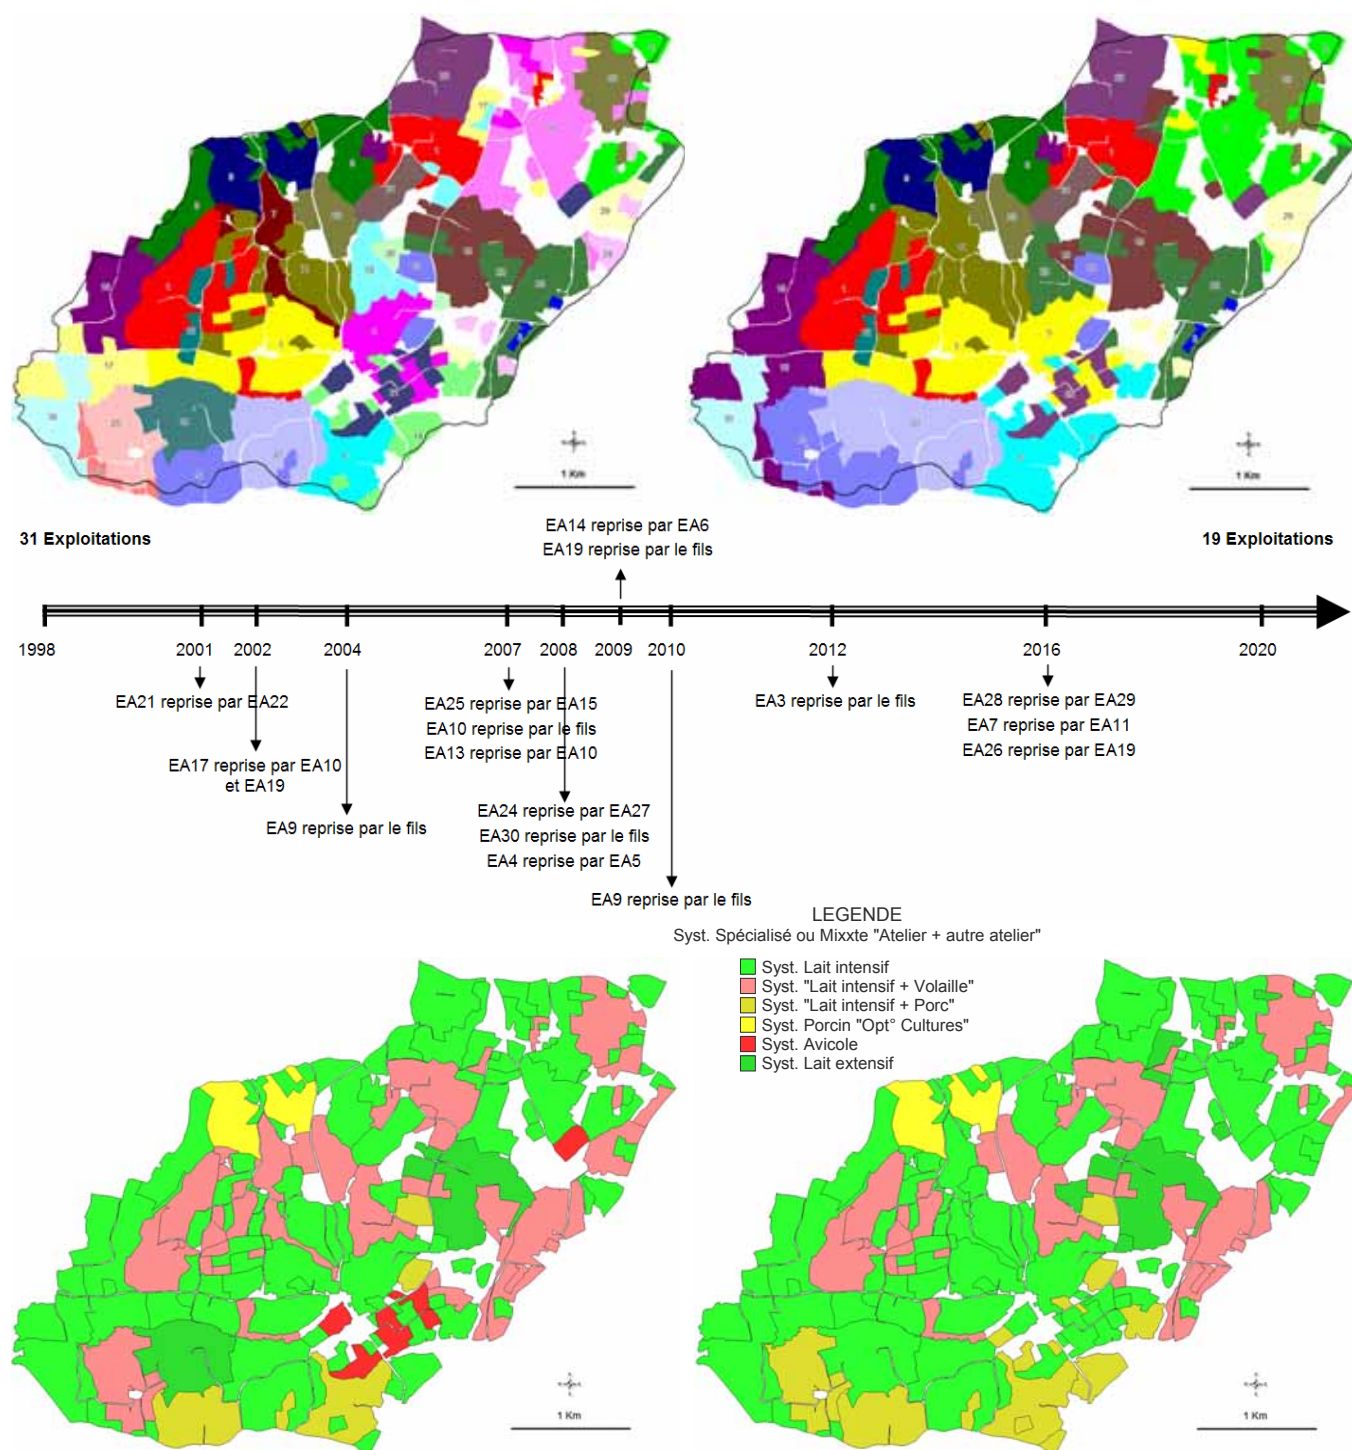 1 Km
1 Km
31 Exploitations
EA14 reprise par EA6
EA19 reprise par le fils
19 Exploitations
1998
2001
2002
2004
2007
2008
2009
2010
2012
2016
2020
EA21 reprise par EA22
EA17 reprise par EA10
et EA19
EA9 reprise par le fils
EA25 reprise par EA15
EA10 reprise par le fils
EA13 reprise par EA10
EA24 reprise par EA27
EA30 reprise par le fils
EA4 reprise par EA5
EA9 reprise par le fils
EA3 reprise par le fils
EA28 reprise par EA29
EA7 reprise par EA11
EA26 reprise par EA19
LEGENDE
Syst. Spécialisé ou Mixxte "Atelier + autre atelier"
Syst. Lait intensif
Syst. "Lait intensif + Volaille"
Syst. "Lait intensif + Porc"
Syst. Porcin "Opt° Cultures"
Syst. Avicole
Syst. Lait extensif
1 Km
1 Km